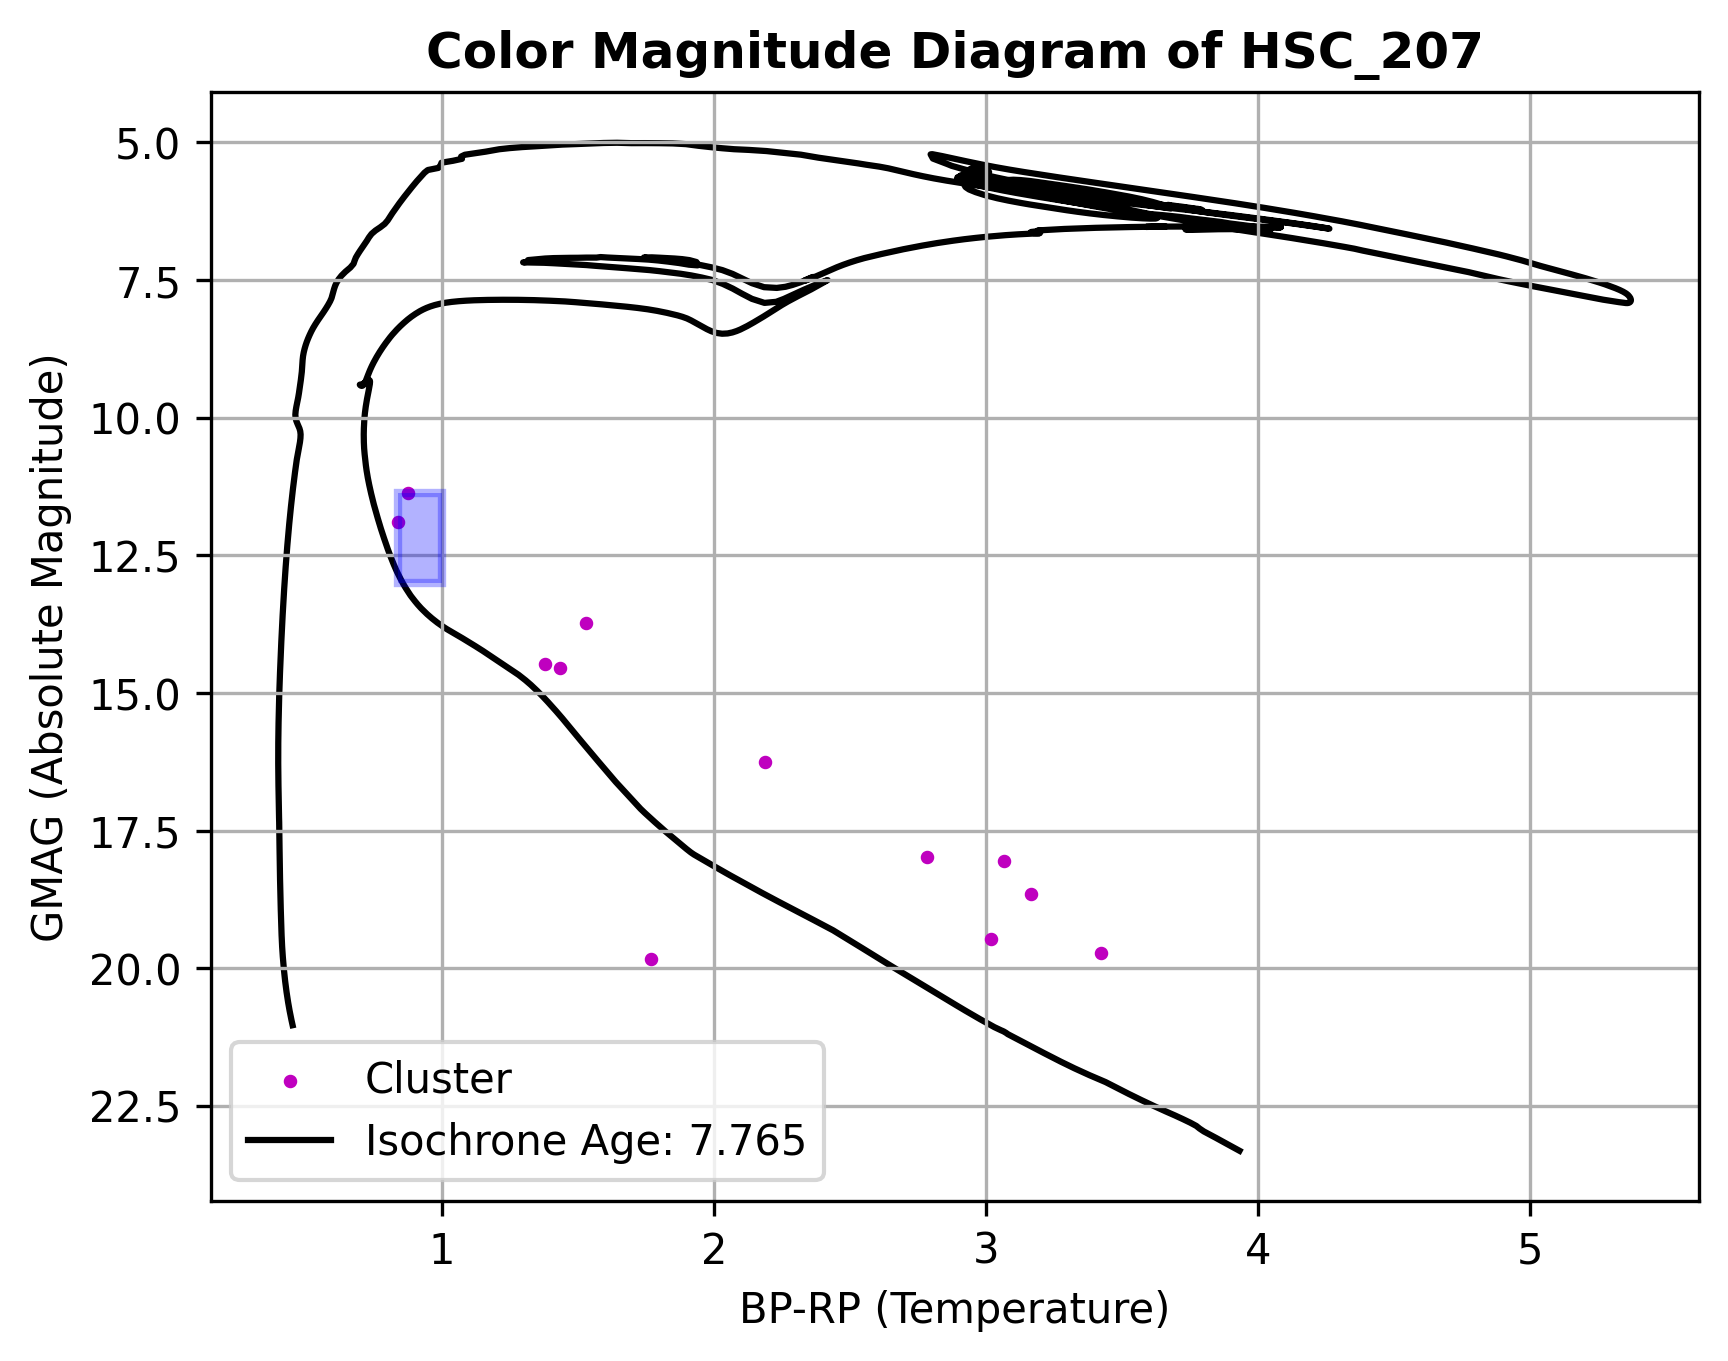 Color Magnitude Diagram of HSC_207
GMAG (Absolute Magnitude)
5.0
7.5
10.0
12.5
15.0
17.5
20.0
22.5
Cluster
Isochrone Age: 7.765
1 2 3 4 5
BP-RP (Temperature)